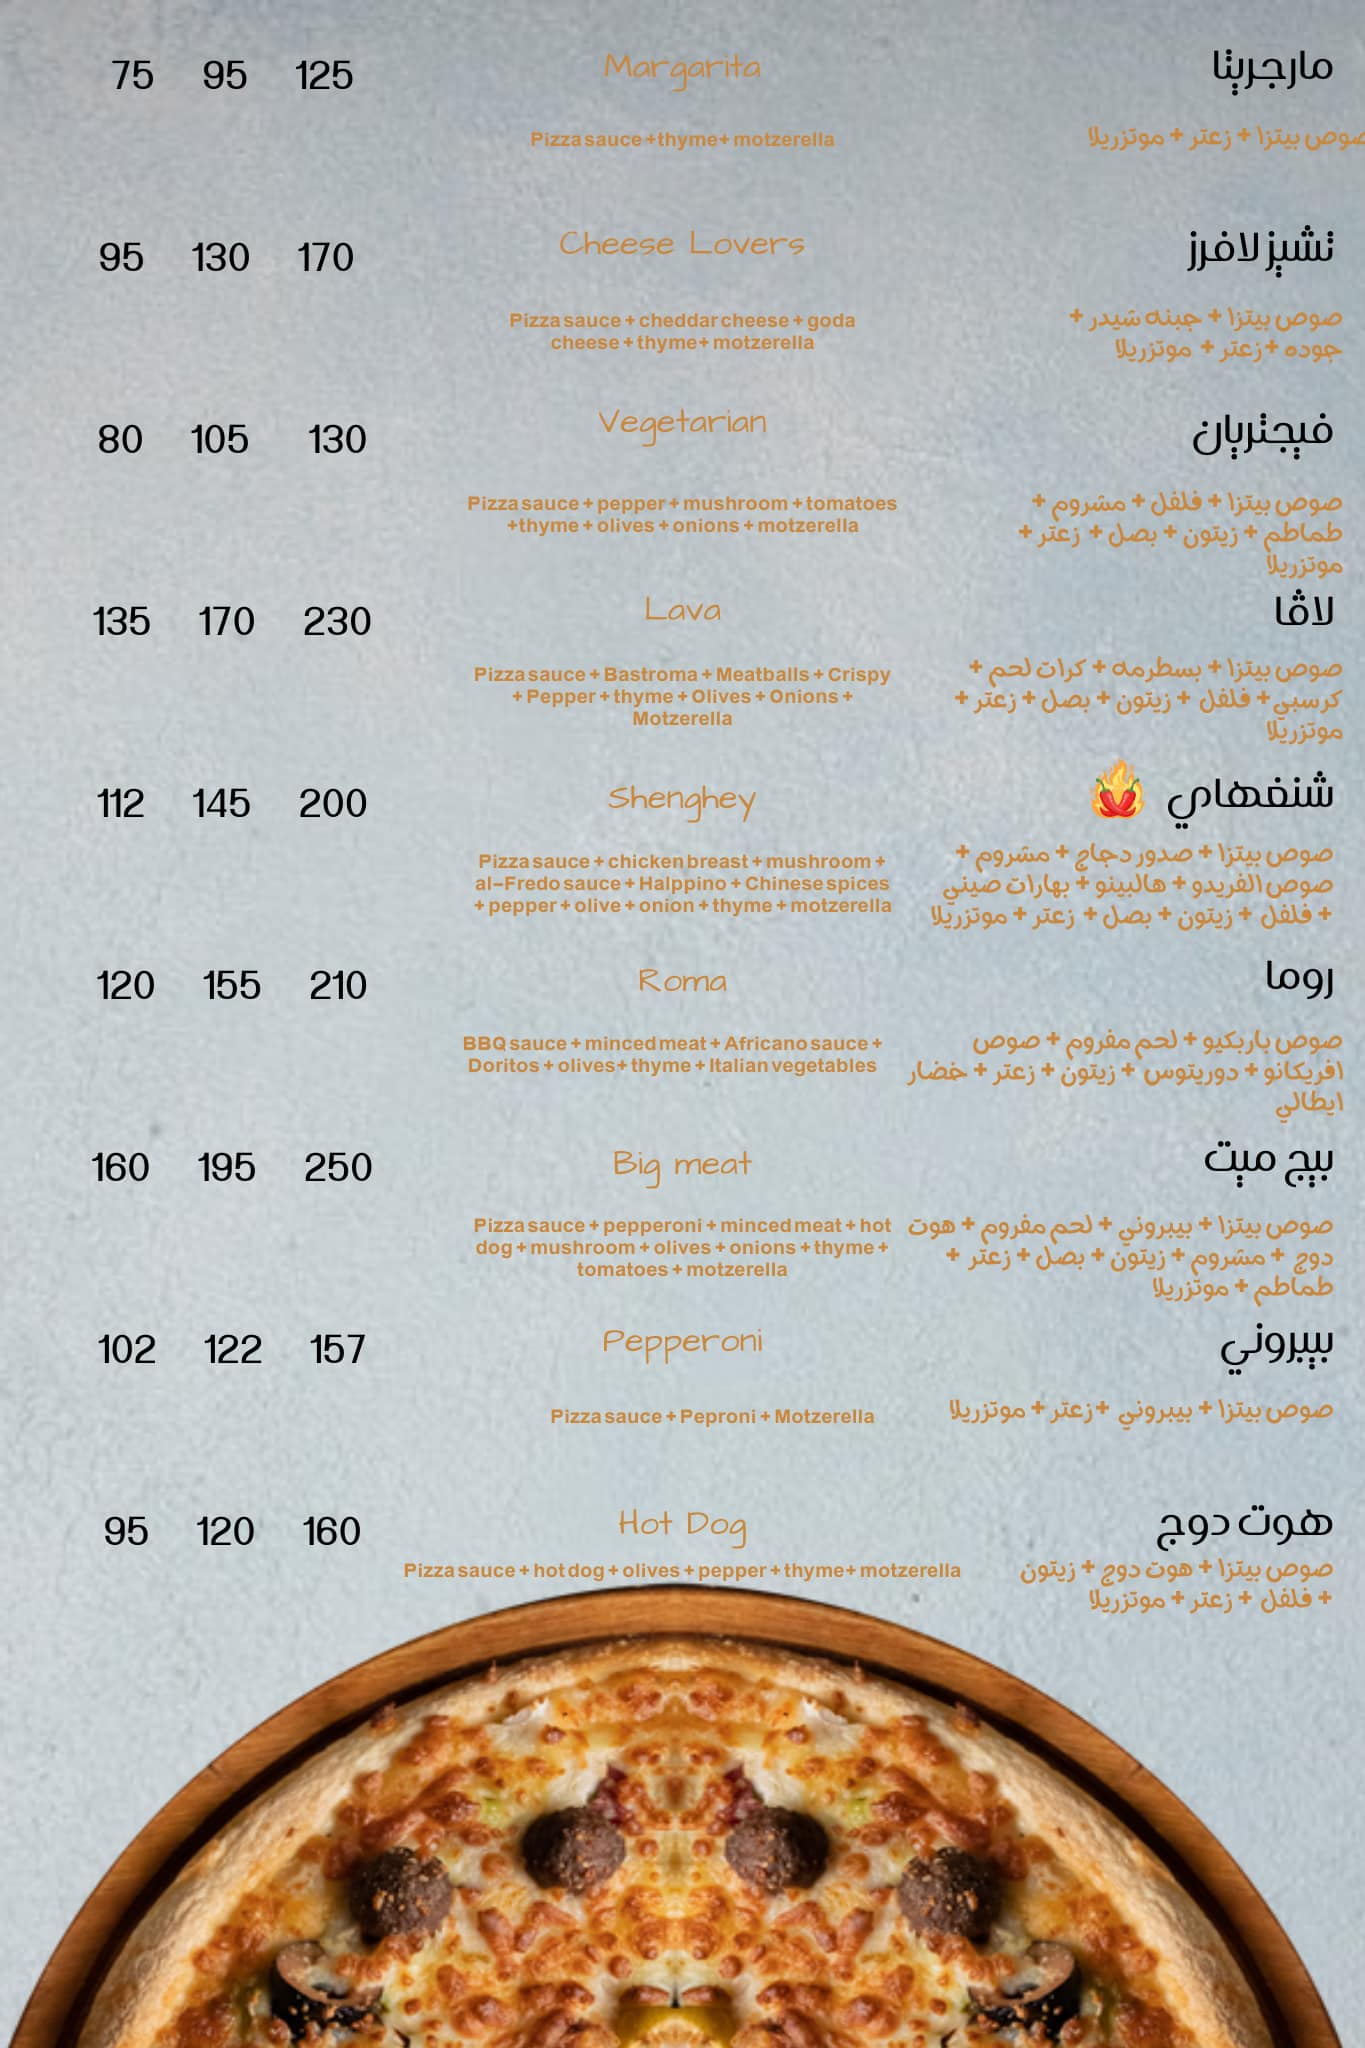 75 95 125 Margarita مارجريتا
Pizza sauce +thyme+ motzerella صوص بيتزا + زعتر + موتزريلا
95 130 170 Cheese Lovers تشيز لافرز
Pizza sauce + cheddar cheese + goda صوص بيتزا + جبنه شيدر +
cheese + thyme+ motzerella جوده +زعتر + موتزريلا
80 105 130 Vegetarian فيجتريان
Pizza sauce + pepper + mushroom + tomatoes صوص بيتزا + فلفل + مشروم +
+thyme + olives + onions + motzerella طماطم + زيتون + بصل + زعتر +
موتزريلا
135 170 230 Lava لاڤا
Pizza sauce + Bastroma + Meatballs + Crispy صوص بيتزا + بسطرمه + كرات لحم +
+ Pepper + thyme + Olives + Onions + كرسبي+ فلفل + زيتون + بصل + زعتر +
Motzerella موتزريلا
112 145 200 Shenghey شنغهاي
Pizza sauce + chicken breast + mushroom + صوص بيتزا + صدور دجاج + مشروم +
al-Fredo sauce + Halppino + Chinese spices صوص الفريدو + هالبينو + بهارات صيني
+ pepper + olive + onion + thyme + motzerella + فلفل + زيتون + بصل + زعتر + موتزريلا
120 155 210 Roma روما
BBQ sauce + minced meat + Africano sauce + صوص باربكيو + لحم مفروم + صوص
Doritos + olives+ thyme + Italian vegetables افريكانو + دوريتوس + زيتون + زعتر + خضار
ايطالي
160 195 250 Big meat بيج ميت
Pizza sauce + pepperoni + minced meat + hot صوص بيتزا + بيبروني + لحم مفروم + هوت
dog + mushroom + olives + onions + thyme + دوج + مشروم + زيتون + بصل + زعتر +
tomatoes + motzerella طماطم + موتزريلا
102 122 157 Pepperoni بيبروني
Pizza sauce + Peproni + Motzerella صوص بيتزا + بيبروني +زعتر + موتزريلا
95 120 160 Hot Dog هوت دوج
Pizza sauce + hot dog + olives + pepper + thyme+ motzerella صوص بيتزا + هوت دوج + زيتون
+ فلفل + زعتر + موتزريلا